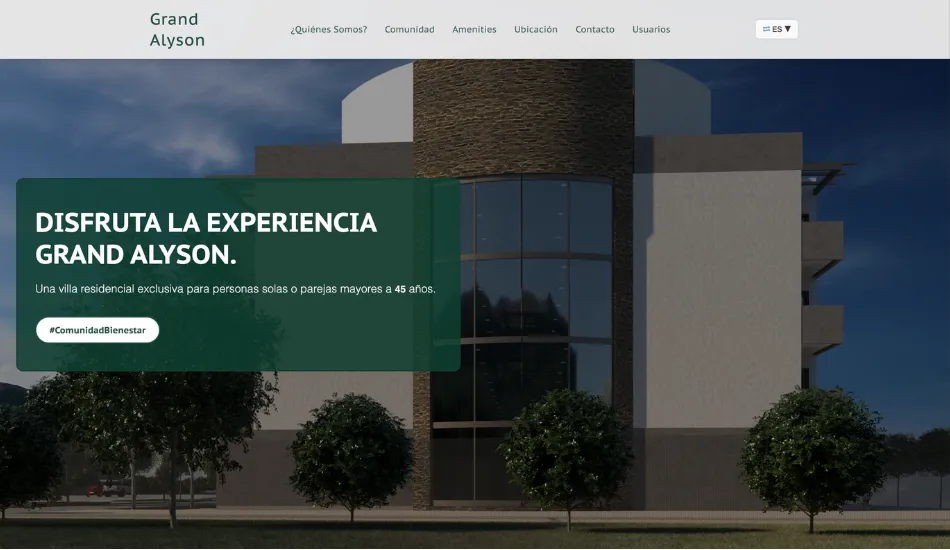 Grand
Alyson
¿Quiénes Somos? Comunidad Amenities Ubicación Contacto Usuarios
ES ▼
DISFRUTA LA EXPERIENCIA
GRAND ALYSON.
Una villa residencial exclusiva para personas solas o parejas mayores a 45 años.
#ComunidadBienestar